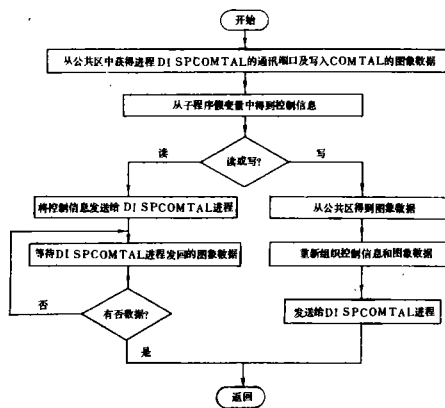 开始
从公共区中获得进程DISPCOMTAL的通讯端口及写入COMTAL的图象数据
从子程序假变量中得到控制信息
读或写?
读
写
将控制信息发送给DISPCOMTAL进程
从公共区得到图象数据
等待DISPCOMTAL进程发回的图象数据
重新组织控制信息和图象数据
否
有否数据?
发送给DISPCOMTAL进程
是
返回